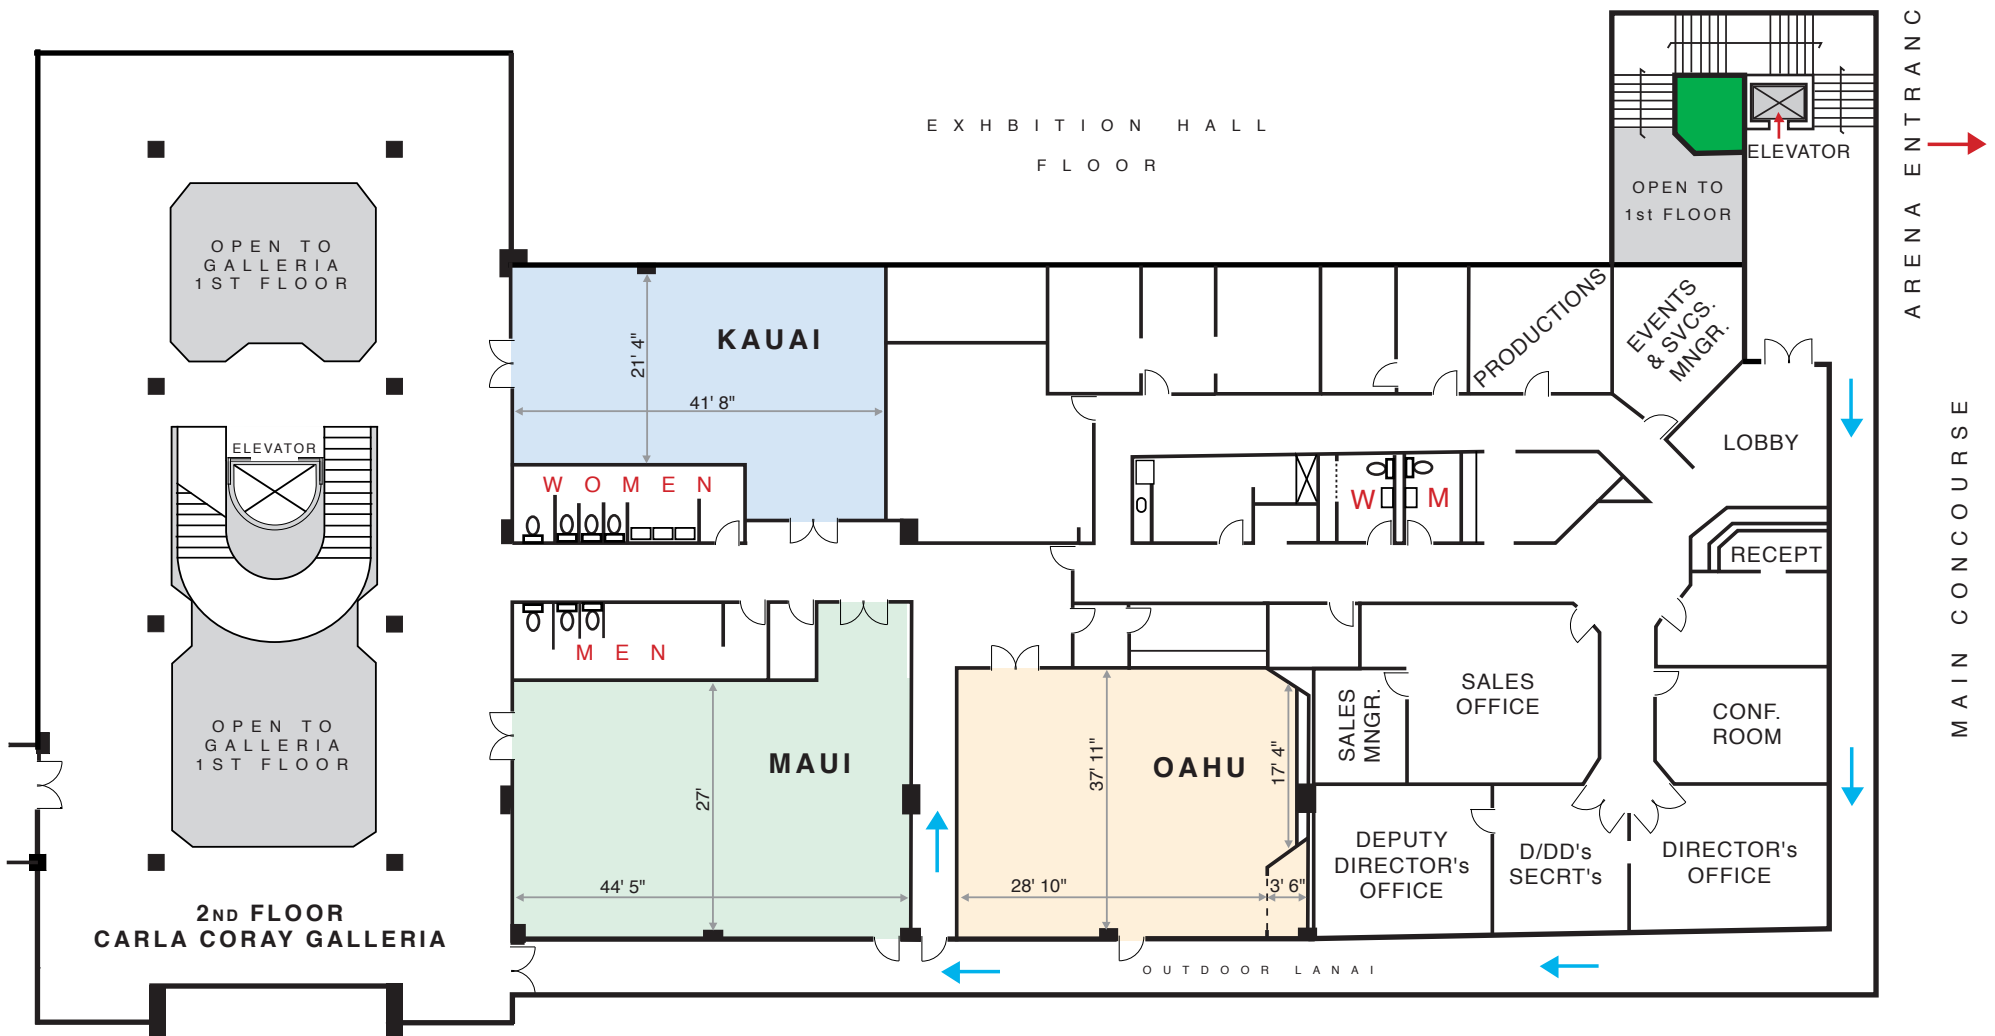 EXHBITION HALL
FLOOR
ARENA ENTRANC
ELEVATOR
OPEN TO
1st FLOOR
OPEN TO
GALLERIA
1ST FLOOR
KAUAI
21' 4"
41' 8"
PRODUCTIONS
EVENTS
& SVCS.
MNGR.
LOBBY
MAIN CONCOURSE
ELEVATOR
WOMEN
W
M
RECEPT
MEN
OPEN TO
GALLERIA
1ST FLOOR
MAUI
27'
44' 5"
OAHU
37' 11"
17' 4"
28' 10"
3' 6"
SALES
MNGR.
SALES
OFFICE
CONF.
ROOM
DEPUTY
DIRECTOR's
OFFICE
D/DD's
SECRT's
DIRECTOR's
OFFICE
2ND FLOOR
CARLA CORAY GALLERIA
OUTDOOR LANAI